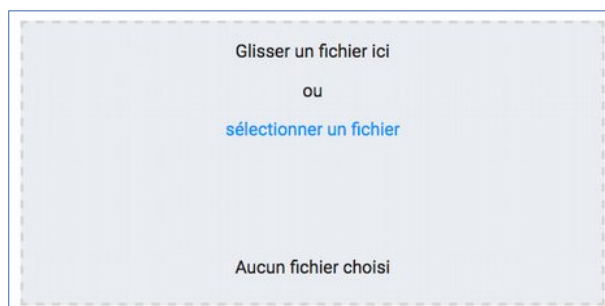 Glisser un fichier ici
ou
sélectionner un fichier
Aucun fichier choisi